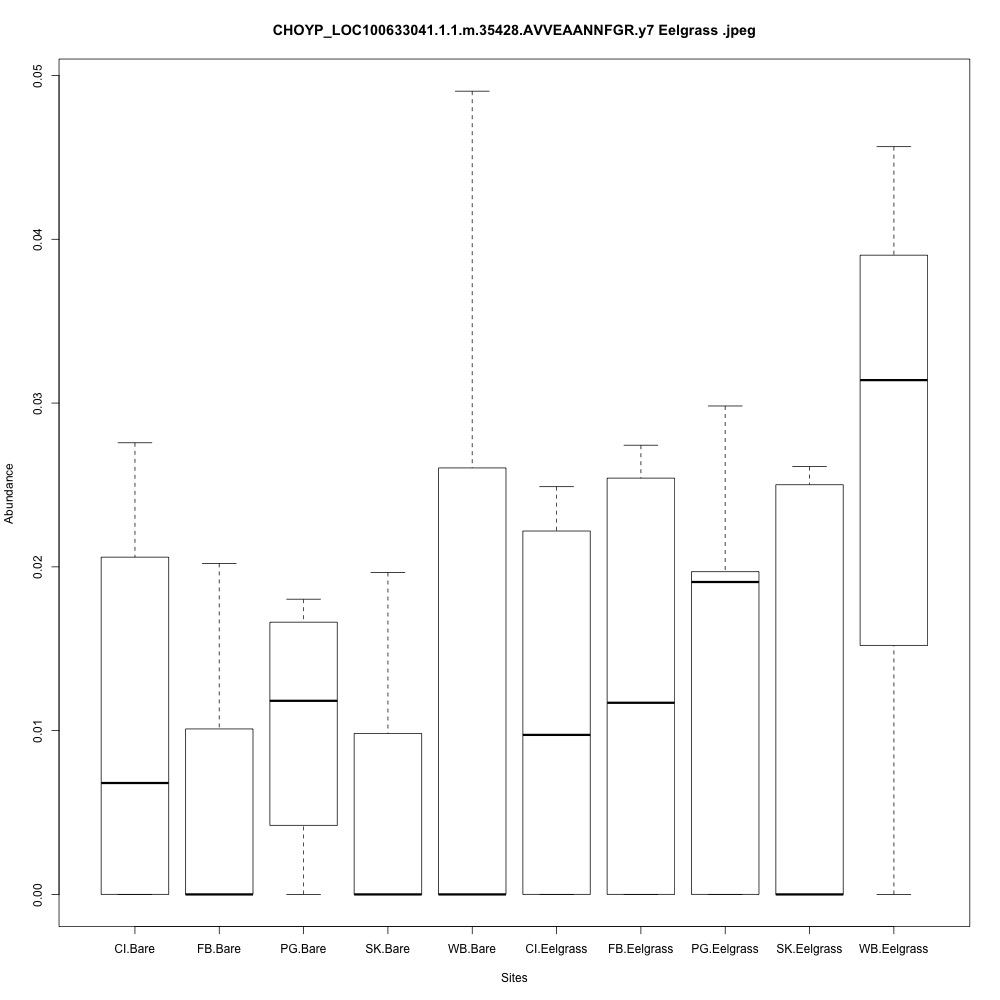 CHOYP_LOC100633041.1.1.m.35428.AVVEAANNFGR.y7 Eelgrass .jpeg
0.05
0.04
0.03
0.02
0.01
0.00
Abundance
CI.Bare FB.Bare PG.Bare SK.Bare WB.Bare CI.Eelgrass FB.Eelgrass PG.Eelgrass SK.Eelgrass WB.Eelgrass
Sites